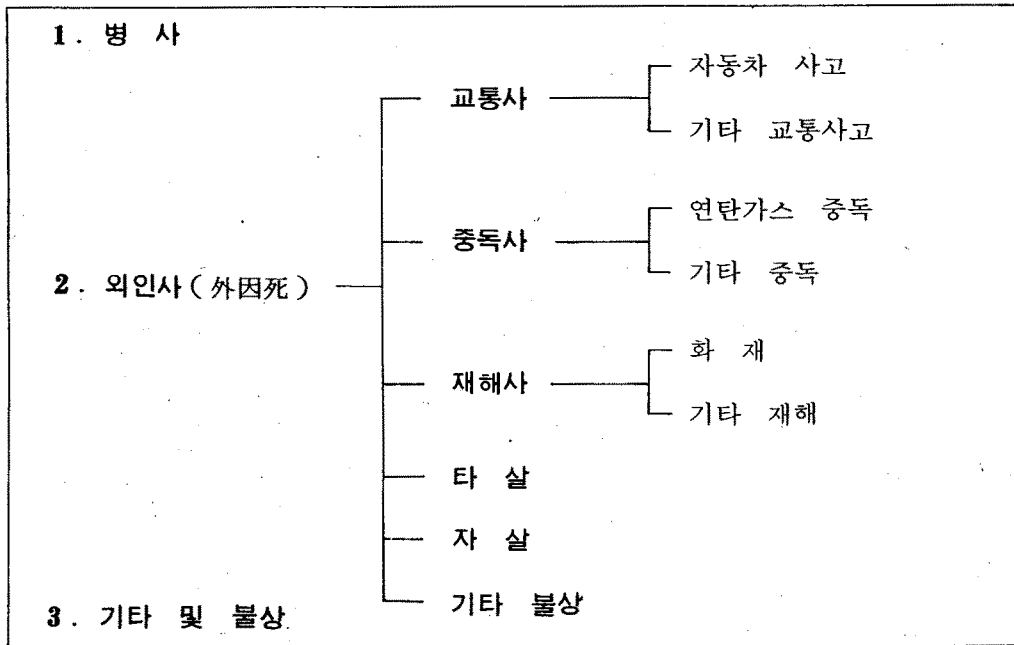 1. 병 사
교통사
자동차 사고
기타 교통사고
중독사
연탄가스 중독
기타 중독
2. 외인사(外因死)
재해사
화 재
기타 재해
타 살
자 살
기타 불상
3. 기타 및 불상